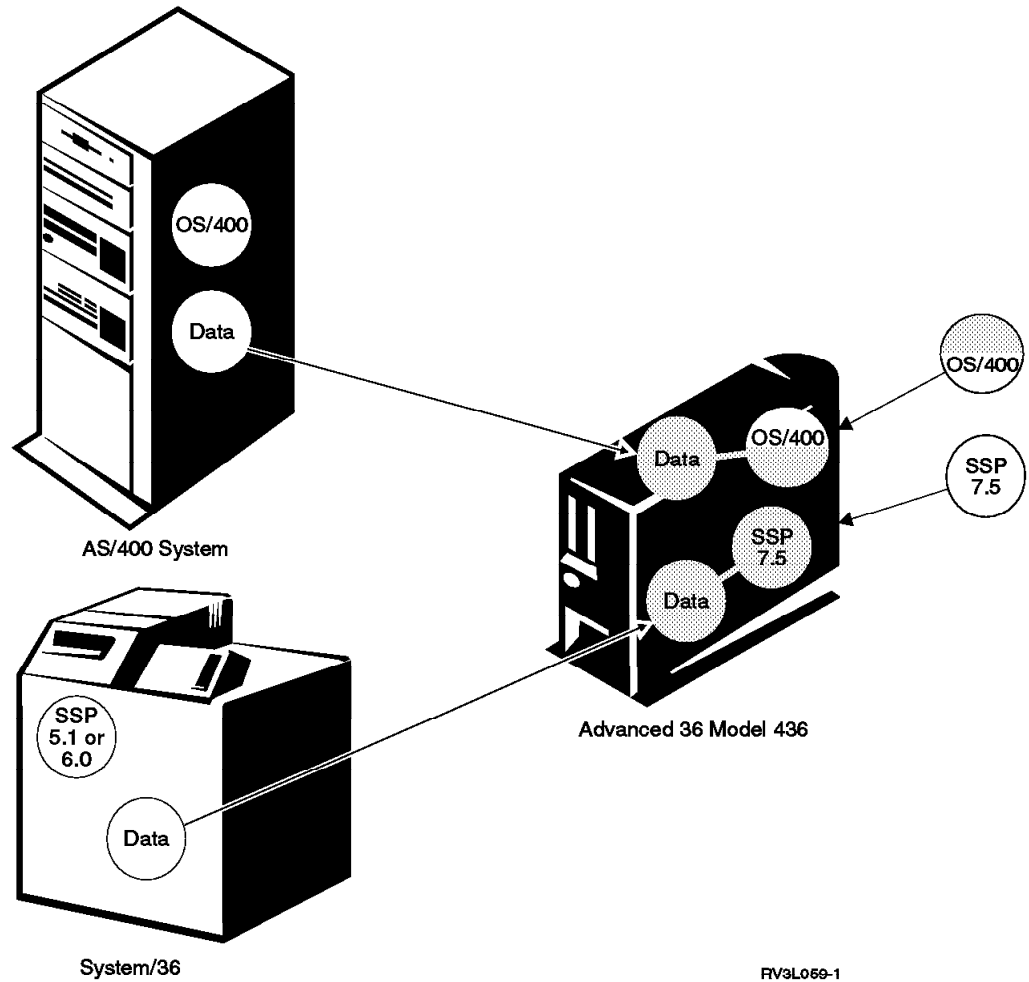 OS/400
Data
AS/400 System
OS/400
Data
OS/400
SSP
7.5
SSP
7.5
Data
Advanced 36 Model 436
SSP
5.1 or
6.0
Data
System/36
RV3L059-1